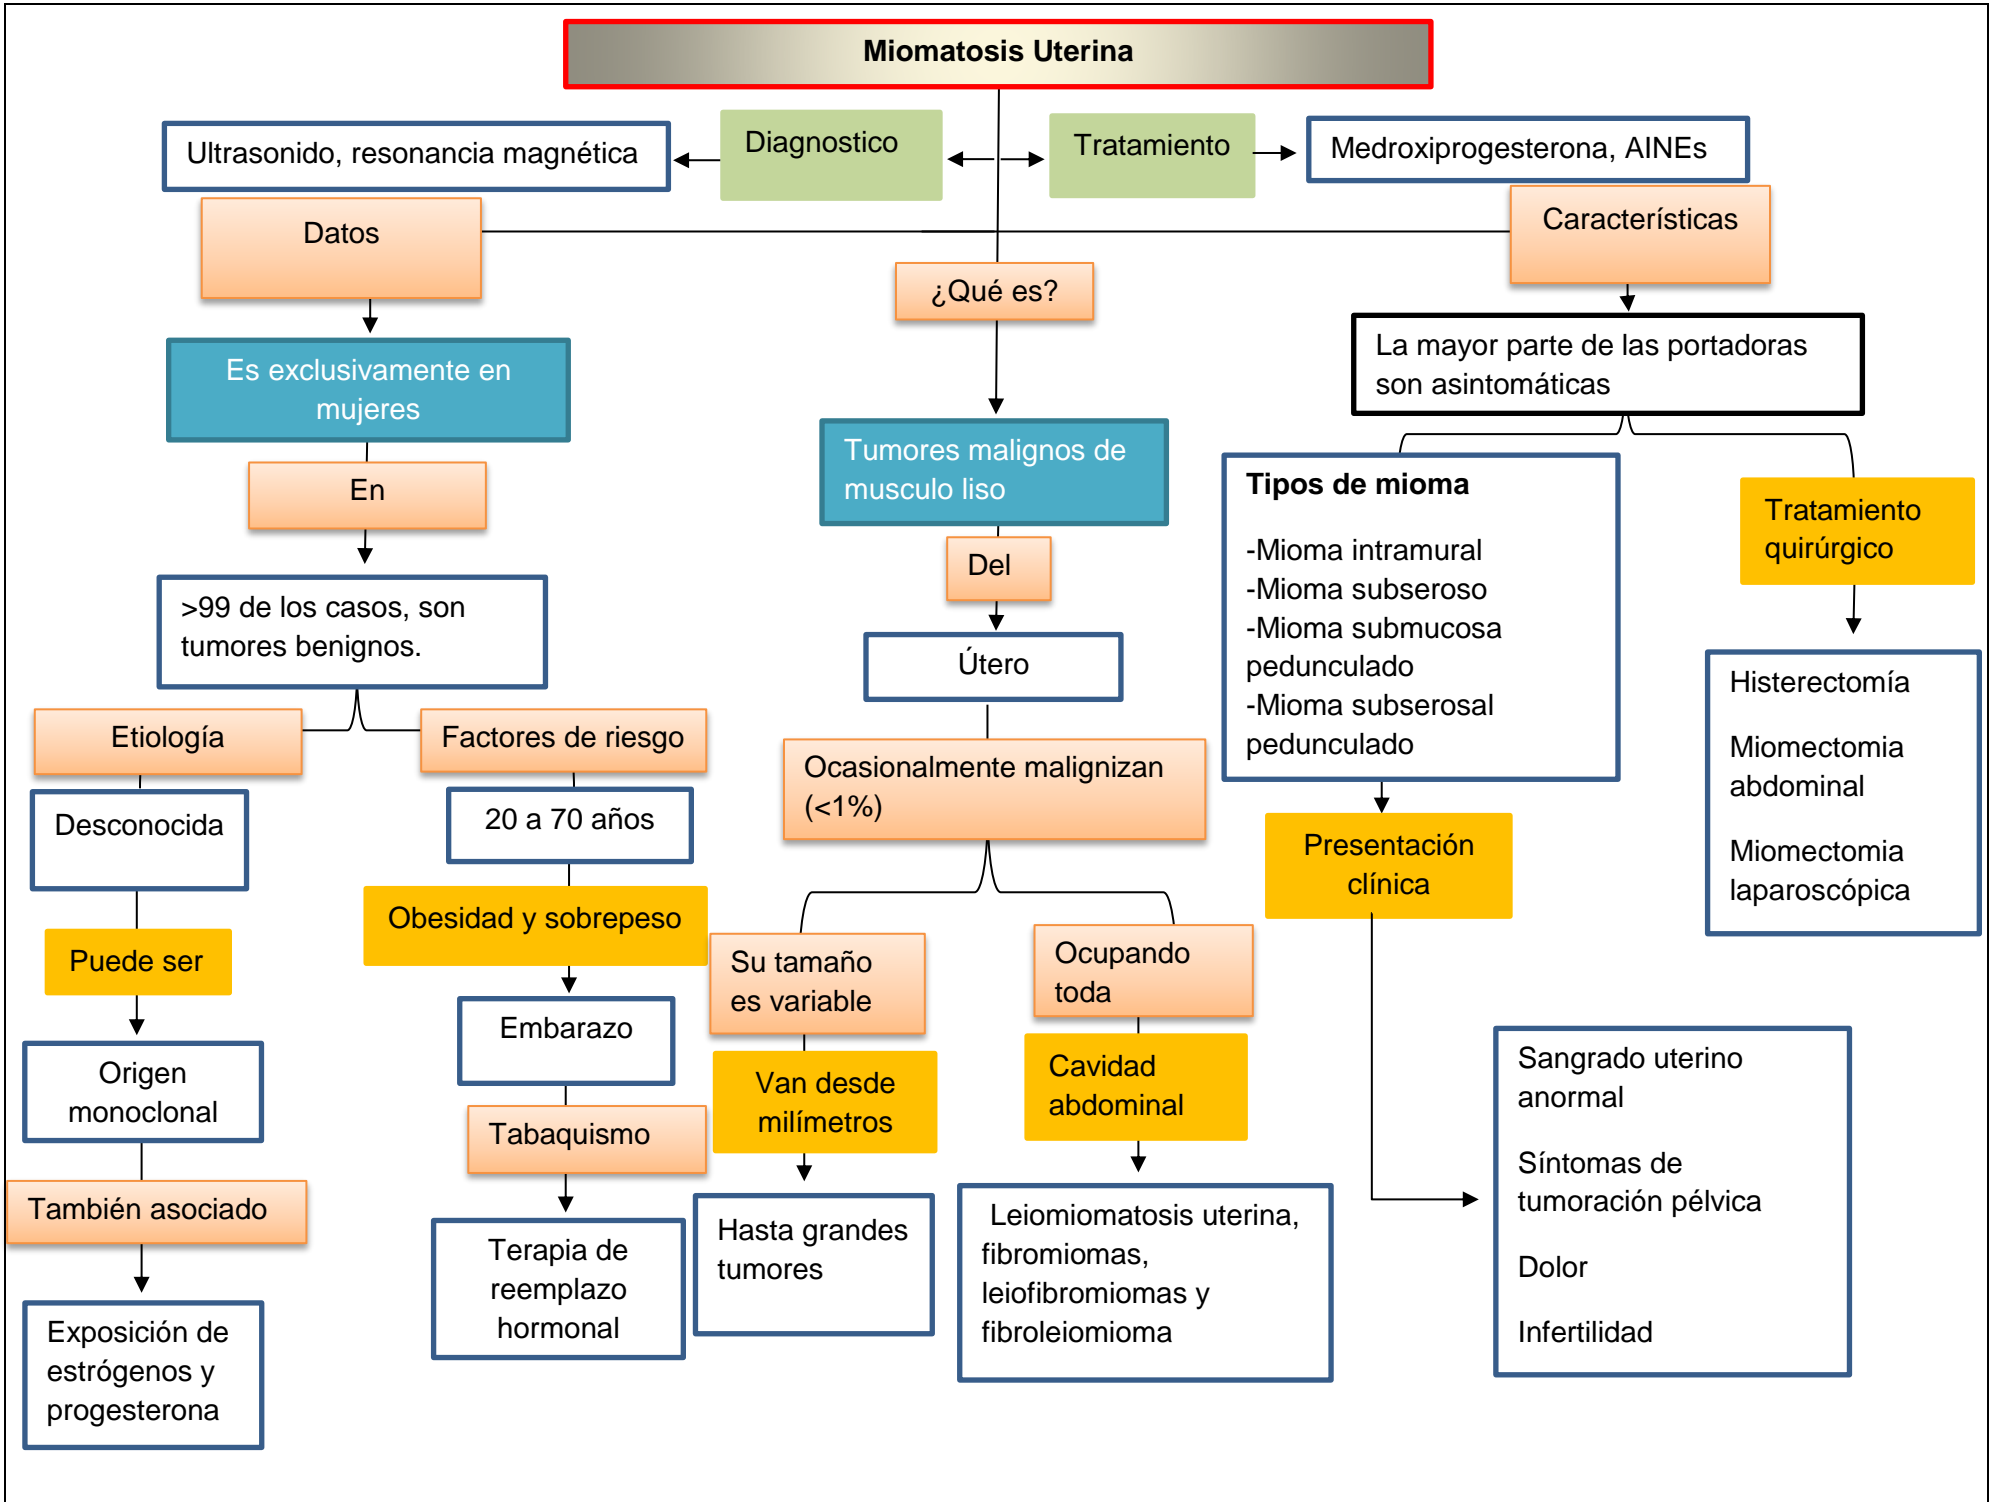 Miomatosis Uterina
Ultrasonido, resonancia magnética
Diagnostico
Tratamiento
Medroxiprogesterona, AINEs
Datos
¿Qué es?
Características
Es exclusivamente en
mujeres
En
>99 de los casos, son
tumores benignos.
Etiología
Desconocida
Puede ser
Origen
monoclonal
También asociado
Exposición de
estrógenos y
progesterona
Factores de riesgo
20 a 70 años
Obesidad y sobrepeso
Embarazo
Tabaquismo
Terapia de
reemplazo
hormonal
Tumores malignos de
musculo liso
Del
Útero
Ocasionalmente malignizan
(<1%)
Su tamaño
es variable
Van desde
milímetros
Hasta grandes
tumores
Ocupando
toda
Cavidad
abdominal
Leiomiomatosis uterina,
fibromiomas,
leiofibromiomas y
fibroleiomioma
La mayor parte de las portadoras
son asintomáticas
Tipos de mioma
-Mioma intramural
-Mioma subseroso
-Mioma submucosa
pedunculado
-Mioma subserosal
pedunculado
Presentación
clínica
Sangrado uterino
anormal
Síntomas de
tumoración pélvica
Dolor
Infertilidad
Tratamiento
quirúrgico
Histerectomía
Miomectomia
abdominal
Miomectomia
laparoscópica